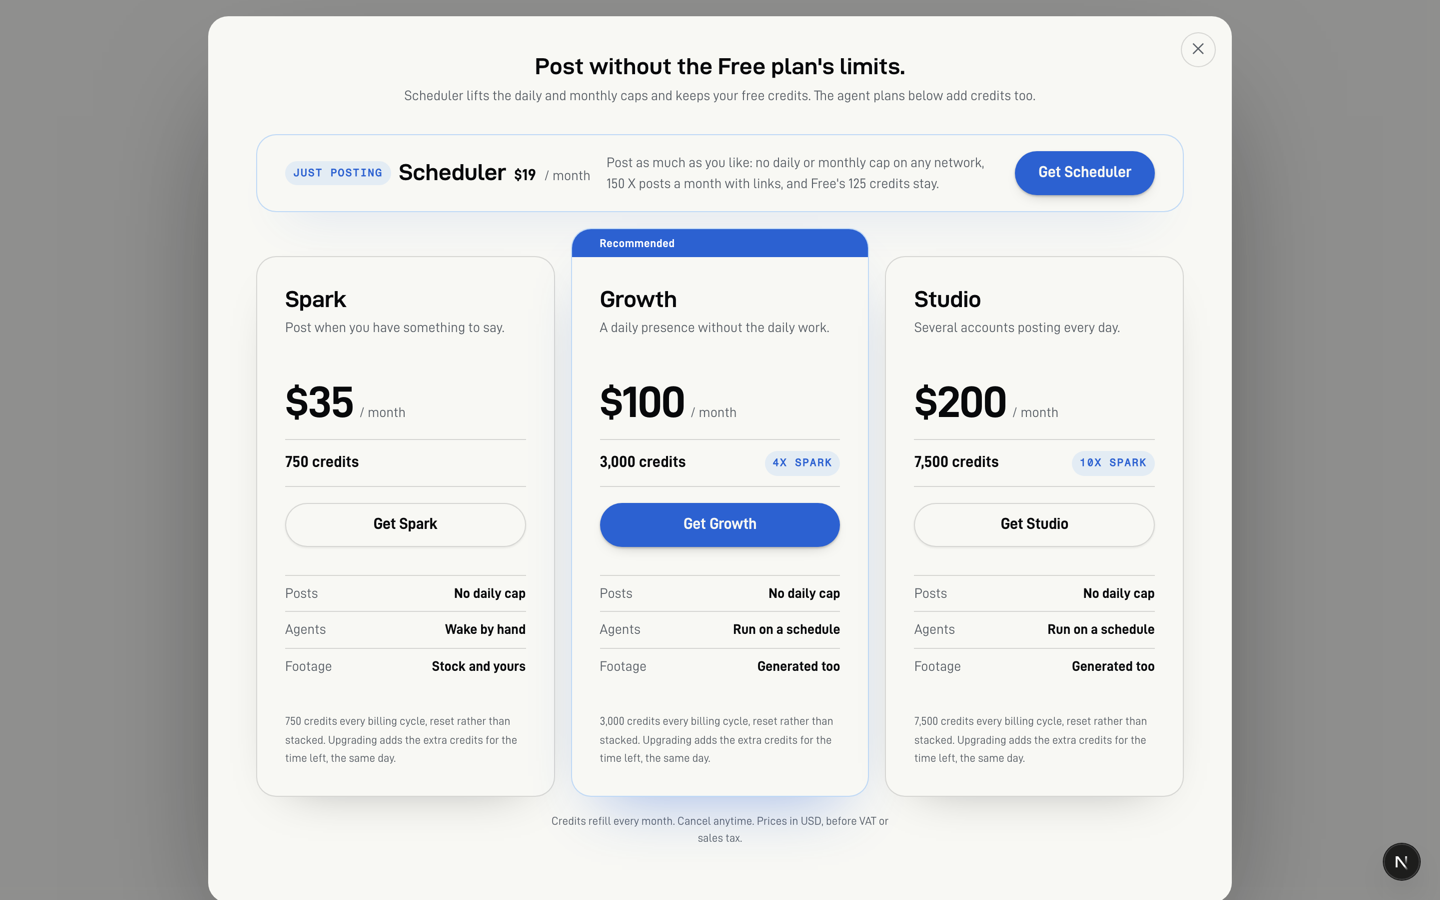 Post without the Free plan's limits.
Scheduler lifts the daily and monthly caps and keeps your free credits. The agent plans below add credits too.
JUST POSTING Scheduler $19 / month
Post as much as you like: no daily or monthly cap on any network,
150 X posts a month with links, and Free's 125 credits stay.
Get Scheduler
Recommended
Spark
Post when you have something to say.
$35 / month
750 credits
Get Spark
Posts No daily cap
Agents Wake by hand
Footage Stock and yours
750 credits every billing cycle, reset rather than
stacked. Upgrading adds the extra credits for the
time left, the same day.
Growth
A daily presence without the daily work.
$100 / month
3,000 credits 4X SPARK
Get Growth
Posts No daily cap
Agents Run on a schedule
Footage Generated too
3,000 credits every billing cycle, reset rather than
stacked. Upgrading adds the extra credits for the
time left, the same day.
Studio
Several accounts posting every day.
$200 / month
7,500 credits 10X SPARK
Get Studio
Posts No daily cap
Agents Run on a schedule
Footage Generated too
7,500 credits every billing cycle, reset rather than
stacked. Upgrading adds the extra credits for the
time left, the same day.
Credits refill every month. Cancel anytime. Prices in USD, before VAT or
sales tax.
N